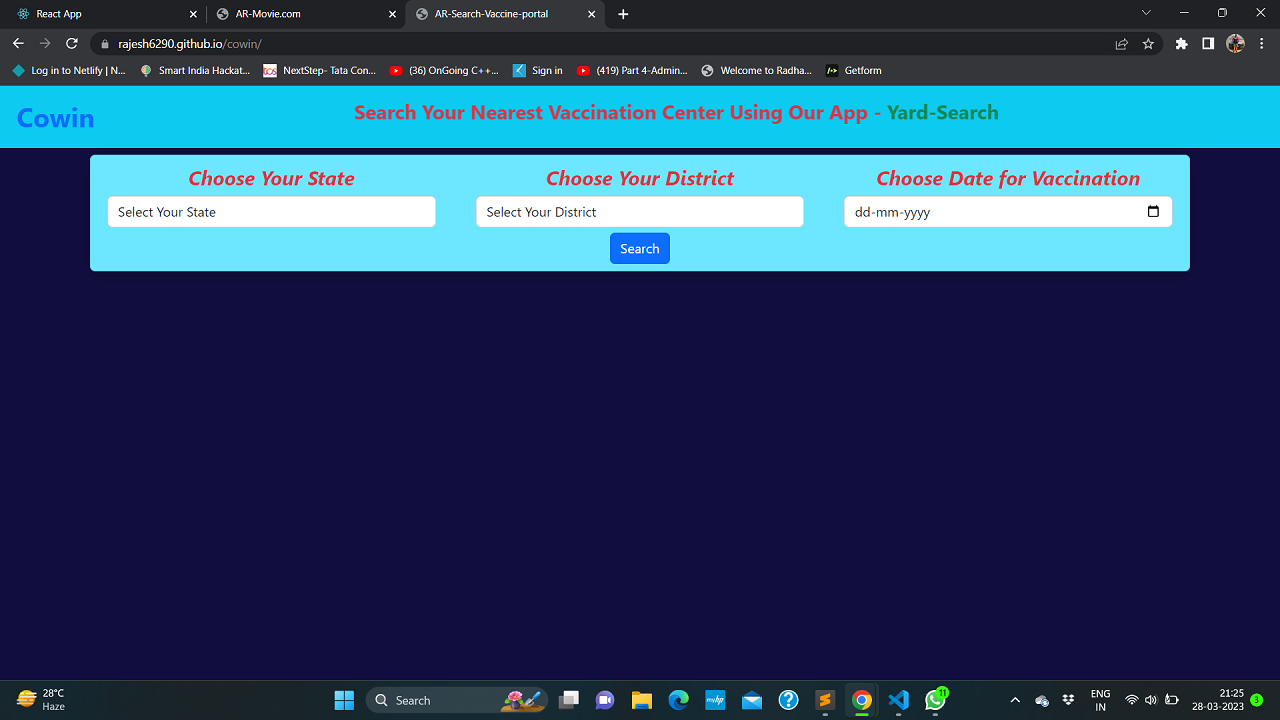 React App
AR-Movie.com
AR-Search-Vaccine-portal
rajesh6290.github.io/cowin/
Log in to Netlify | N...
Smart India Hackat...
NextStep- Tata Con...
(36) OnGoing C++...
Sign in
(419) Part 4-Admin...
Welcome to Radha...
Getform
Cowin
Search Your Nearest Vaccination Center Using Our App - Yard-Search
Choose Your State
Choose Your District
Choose Date for Vaccination
Select Your State
Select Your District
dd-mm-yyyy
Search
28°C
Haze
Search
11
ENG
IN
21:25
28-03-2023
3